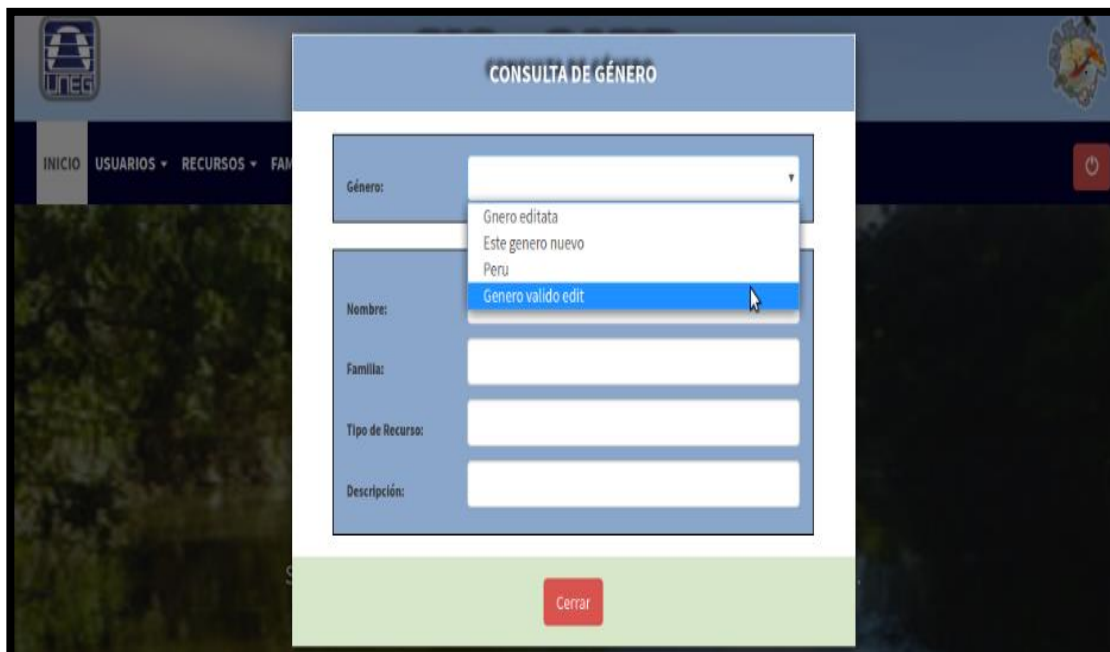 UNEG
CONSULTA DE GÉNERO
INICIO USUARIOS RECURSOS
Género:
Gnero editata
Este genero nuevo
Peru
Genero valido edit
Nombre:
Familia:
Tipo de Recurso:
Descripción:
Cerrar